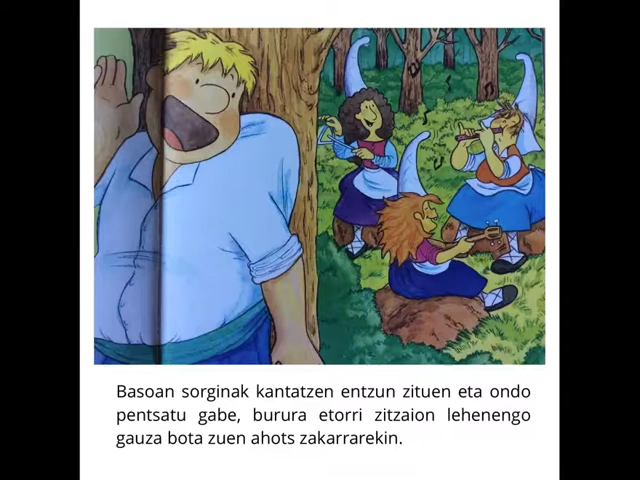 Basoan sorginak kantatzen entzun zituen eta ondo
pentsatu gabe, burura etorri zitzaion lehenengo
gauza bota zuen ahots zakarrarekin.